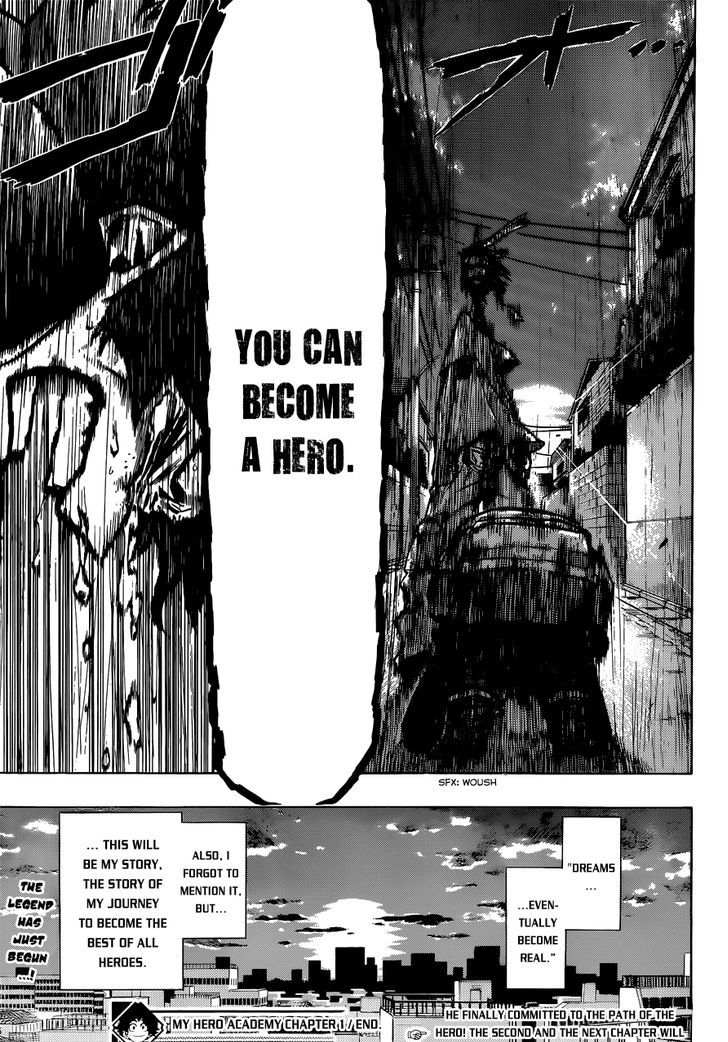 YOU CAN
BECOME
A HERO.
SFX: WOUSH
"DREAMS
...
...EVEN-
TUALLY
BECOME
REAL."
ALSO, I
FORGOT TO
MENTION IT,
BUT...
... THIS WILL
BE MY STORY,
THE STORY OF
MY JOURNEY
TO BECOME THE
BEST OF ALL
HEROES.
THE
LEGEND
HAS
JUST
BEGUN
...!
HE FINALLY COMMITTED TO THE PATH OF THE
HERO! THE SECOND AND THE NEXT CHAPTER WILL
MY HERO ACADEMY CHAPTER 1 / END.